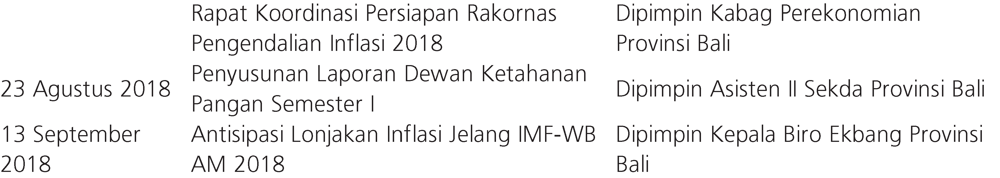 Rapat Koordinasi Persiapan Rakornas
Pengendalian Inflasi 2018
Dipimpin Kabag Perekonomian
Provinsi Bali
23 Agustus 2018
Penyusunan Laporan Dewan Ketahanan
Pangan Semester I
Dipimpin Asisten II Sekda Provinsi Bali
13 September
2018
Antisipasi Lonjakan Inflasi Jelang IMF-WB
AM 2018
Dipimpin Kepala Biro Ekbang Provinsi
Bali